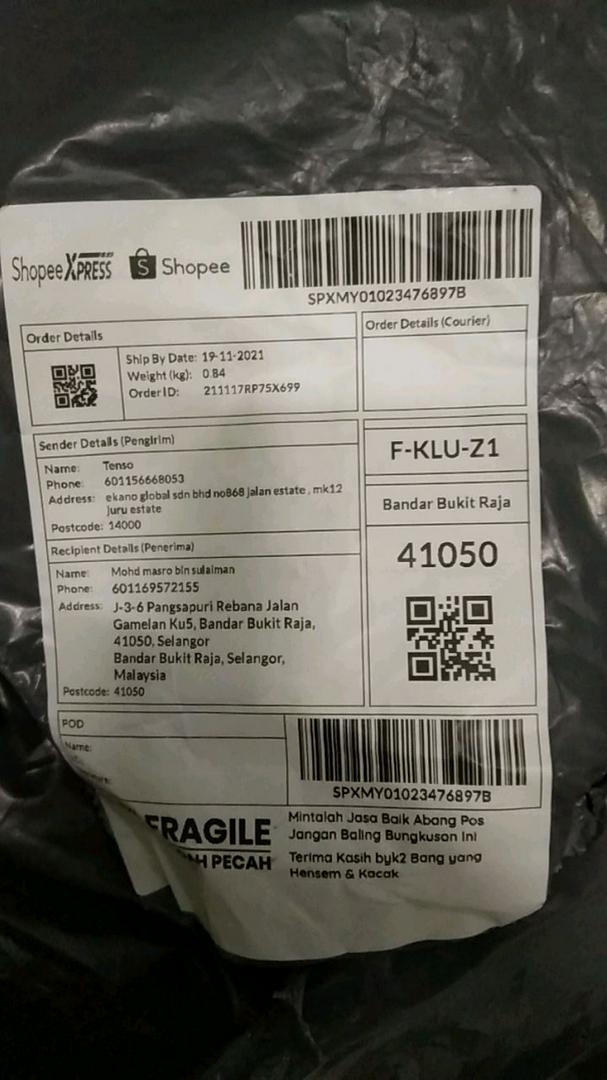 ShopeeXPRESS Shopee
SPXMY01023476897B
Order Details
Ship By Date: 19-11-2021
Weight (kg): 0.84
Order ID: 211117RP75X699
Order Details (Courier)
Sender Details (Pengirim)
Name: Tenso
Phone: 601156668053
Address: ekano global sdn bhd no868 jalan estate , mk12
juru estate
Postcode: 14000
F-KLU-Z1
Bandar Bukit Raja
41050
Recipient Details (Penerima)
Name: Mohd masro bin sulaiman
Phone: 601169572155
Address: J-3-6 Pangsapuri Rebana Jalan
Gamelan Ku5, Bandar Bukit Raja,
41050, Selangor
Bandar Bukit Raja, Selangor,
Malaysia
Postcode: 41050
POD
Name:
SPXMY01023476897B
FRAGILE
PECAH
Mintalah Jasa Baik Abang Pos
Jangan Baling Bungkusan Ini
Terima Kasih byk2 Bang yang
Hensem & Kacak